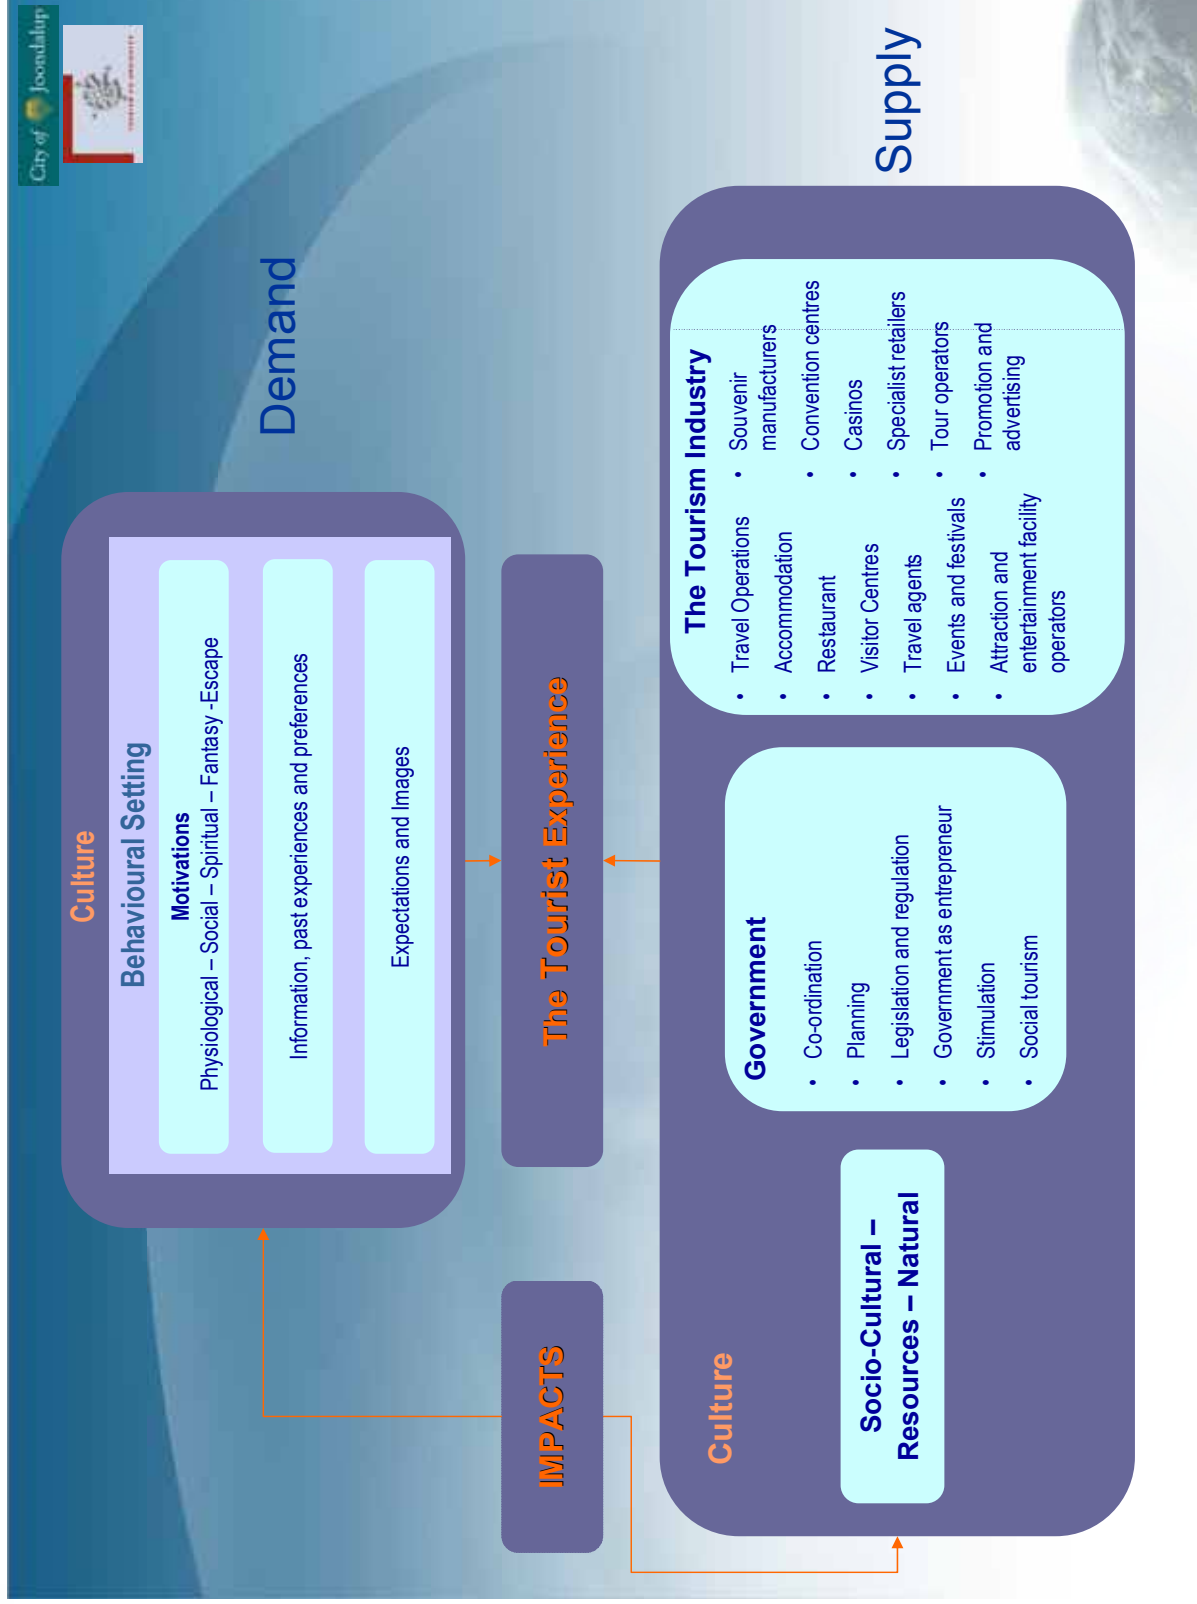 City of Joondalup
Culture
Behavioural Setting
Motivations
Physiological – Social – Spiritual – Fantasy -Escape
Information, past experiences and preferences
Expectations and Images
Demand
IMPACTS
The Tourist Experience
Supply
Culture
Socio-Cultural –
Resources – Natural
Government
• Co-ordination
• Planning
• Legislation and regulation
• Government as entrepreneur
• Stimulation
• Social tourism
The Tourism Industry
• Travel Operations
• Accommodation
• Restaurant
• Visitor Centres
• Travel agents
• Events and festivals
• Attraction and
entertainment facility
operators
• Souvenir
manufacturers
• Convention centres
• Casinos
• Specialist retailers
• Tour operators
• Promotion and
advertising